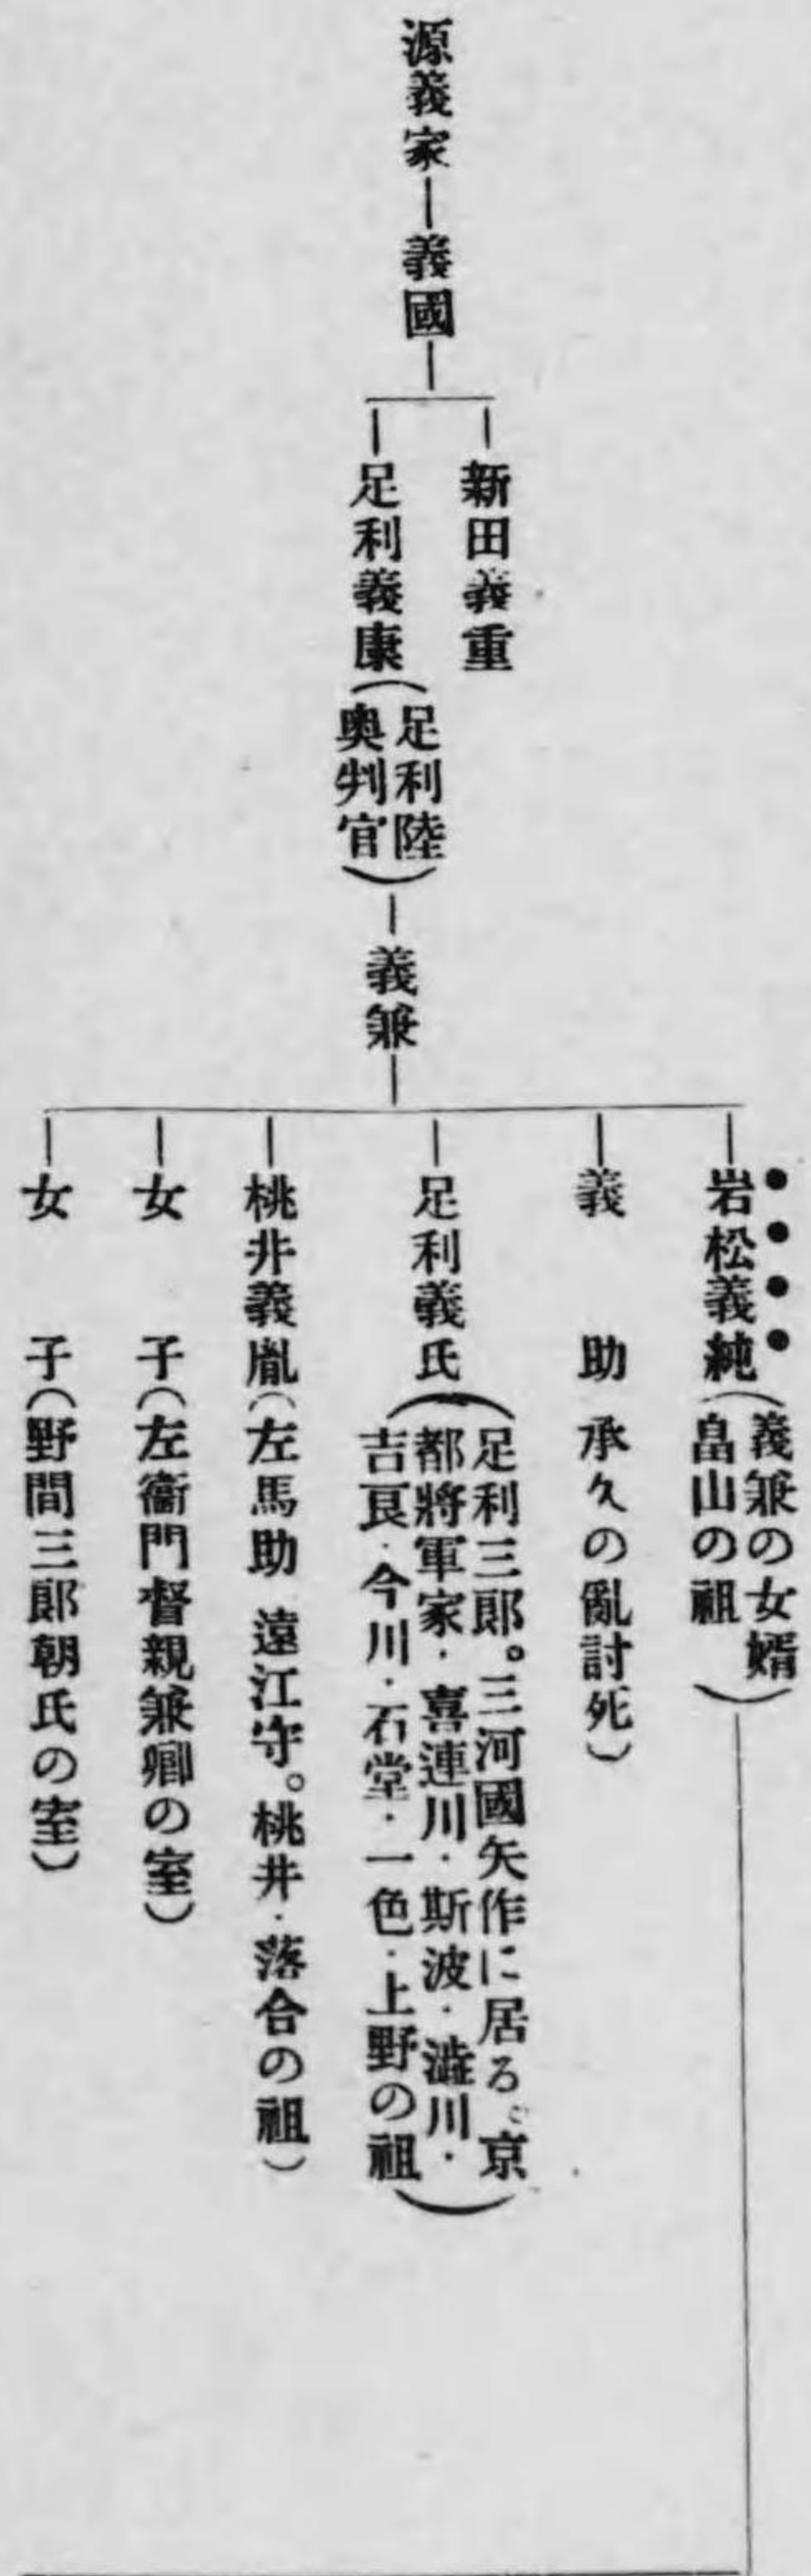 源義家―義國
新田義重
足利義康(足利陸奥判官)―義兼
岩松義純(義兼の女婿
畠山の祖)
義助 承久の亂討死)
足利義氏(足利三郎。三河國矢作に居る。京
都將軍家・喜連川・斯波・澁川・
吉良・今川・石堂・一色・上野の祖)
桃井義胤(左馬助 遠江守。桃井・落合の祖)
女子(左衞門督親兼卿の室)
女子(野間三郎朝氏の室)